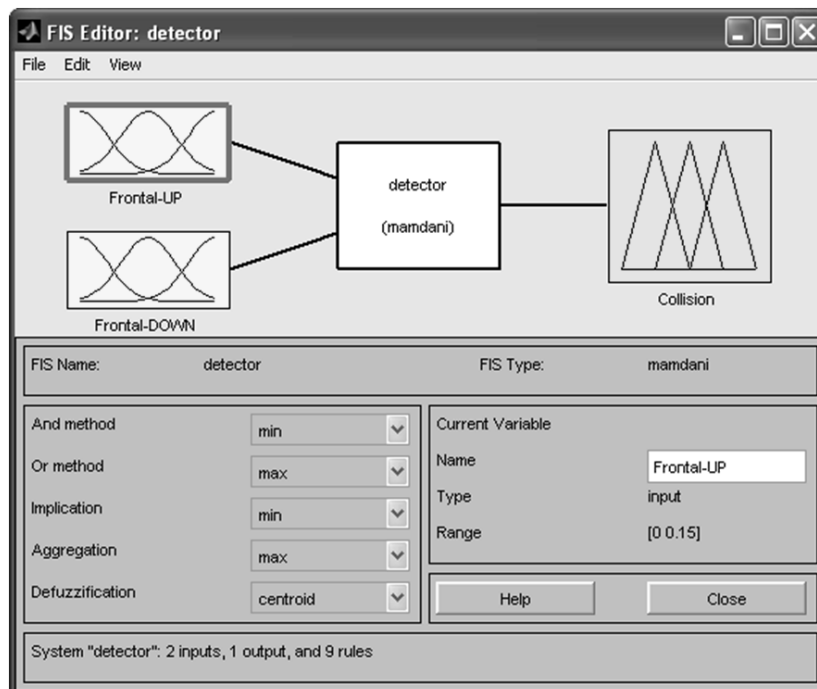 FIS Editor: detector
File Edit View
Frontal-UP
detector
(mamdani)
Frontal-DOWN
Collision
FIS Name: detector FIS Type: mamdani
And method min
Or method max
Implication min
Aggregation max
Defuzzification centroid
Current Variable
Name Frontal-UP
Type input
Range [0 0.15]
Help Close
System "detector": 2 inputs, 1 output, and 9 rules